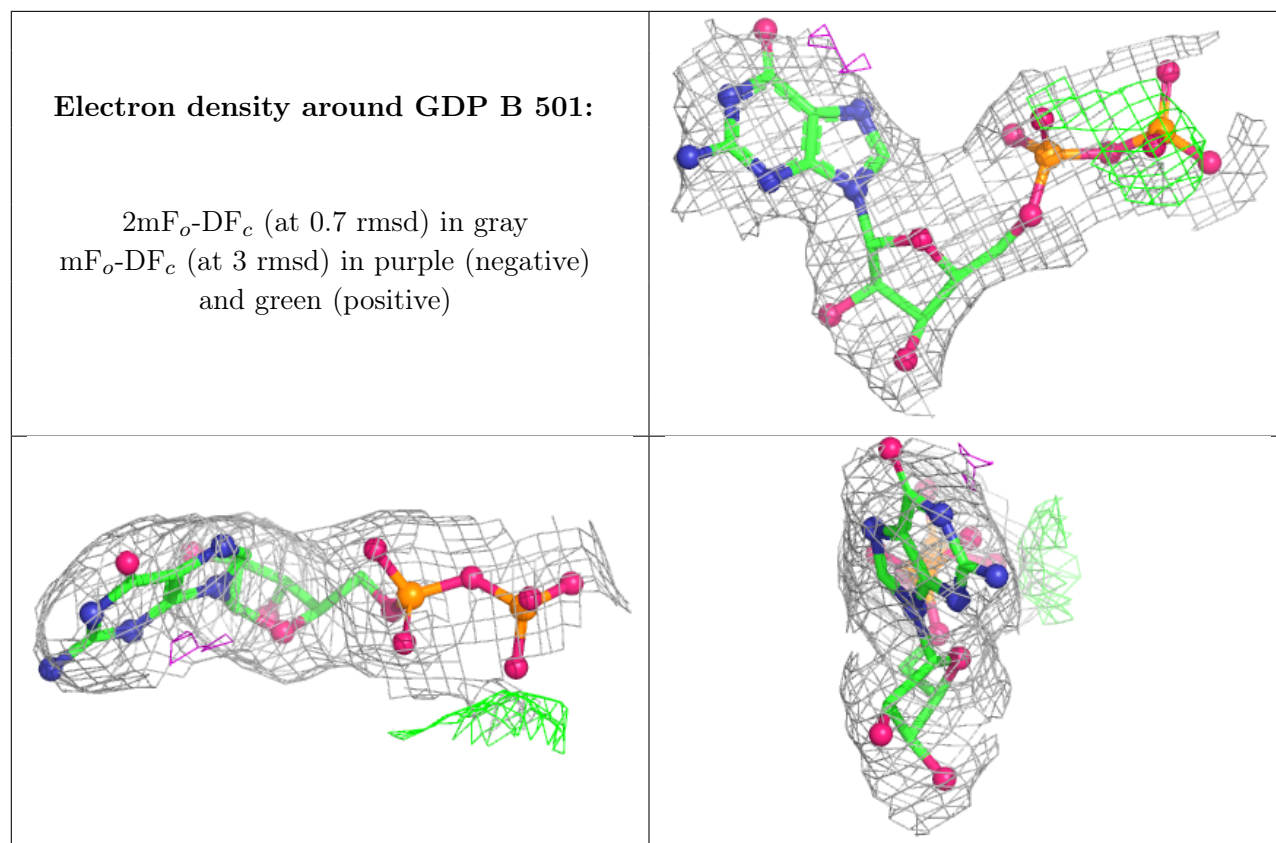 Electron density around GDP B 501:
2mFₒ-DF𝒸 (at 0.7 rmsd) in gray
mFₒ-DF𝒸 (at 3 rmsd) in purple (negative)
and green (positive)